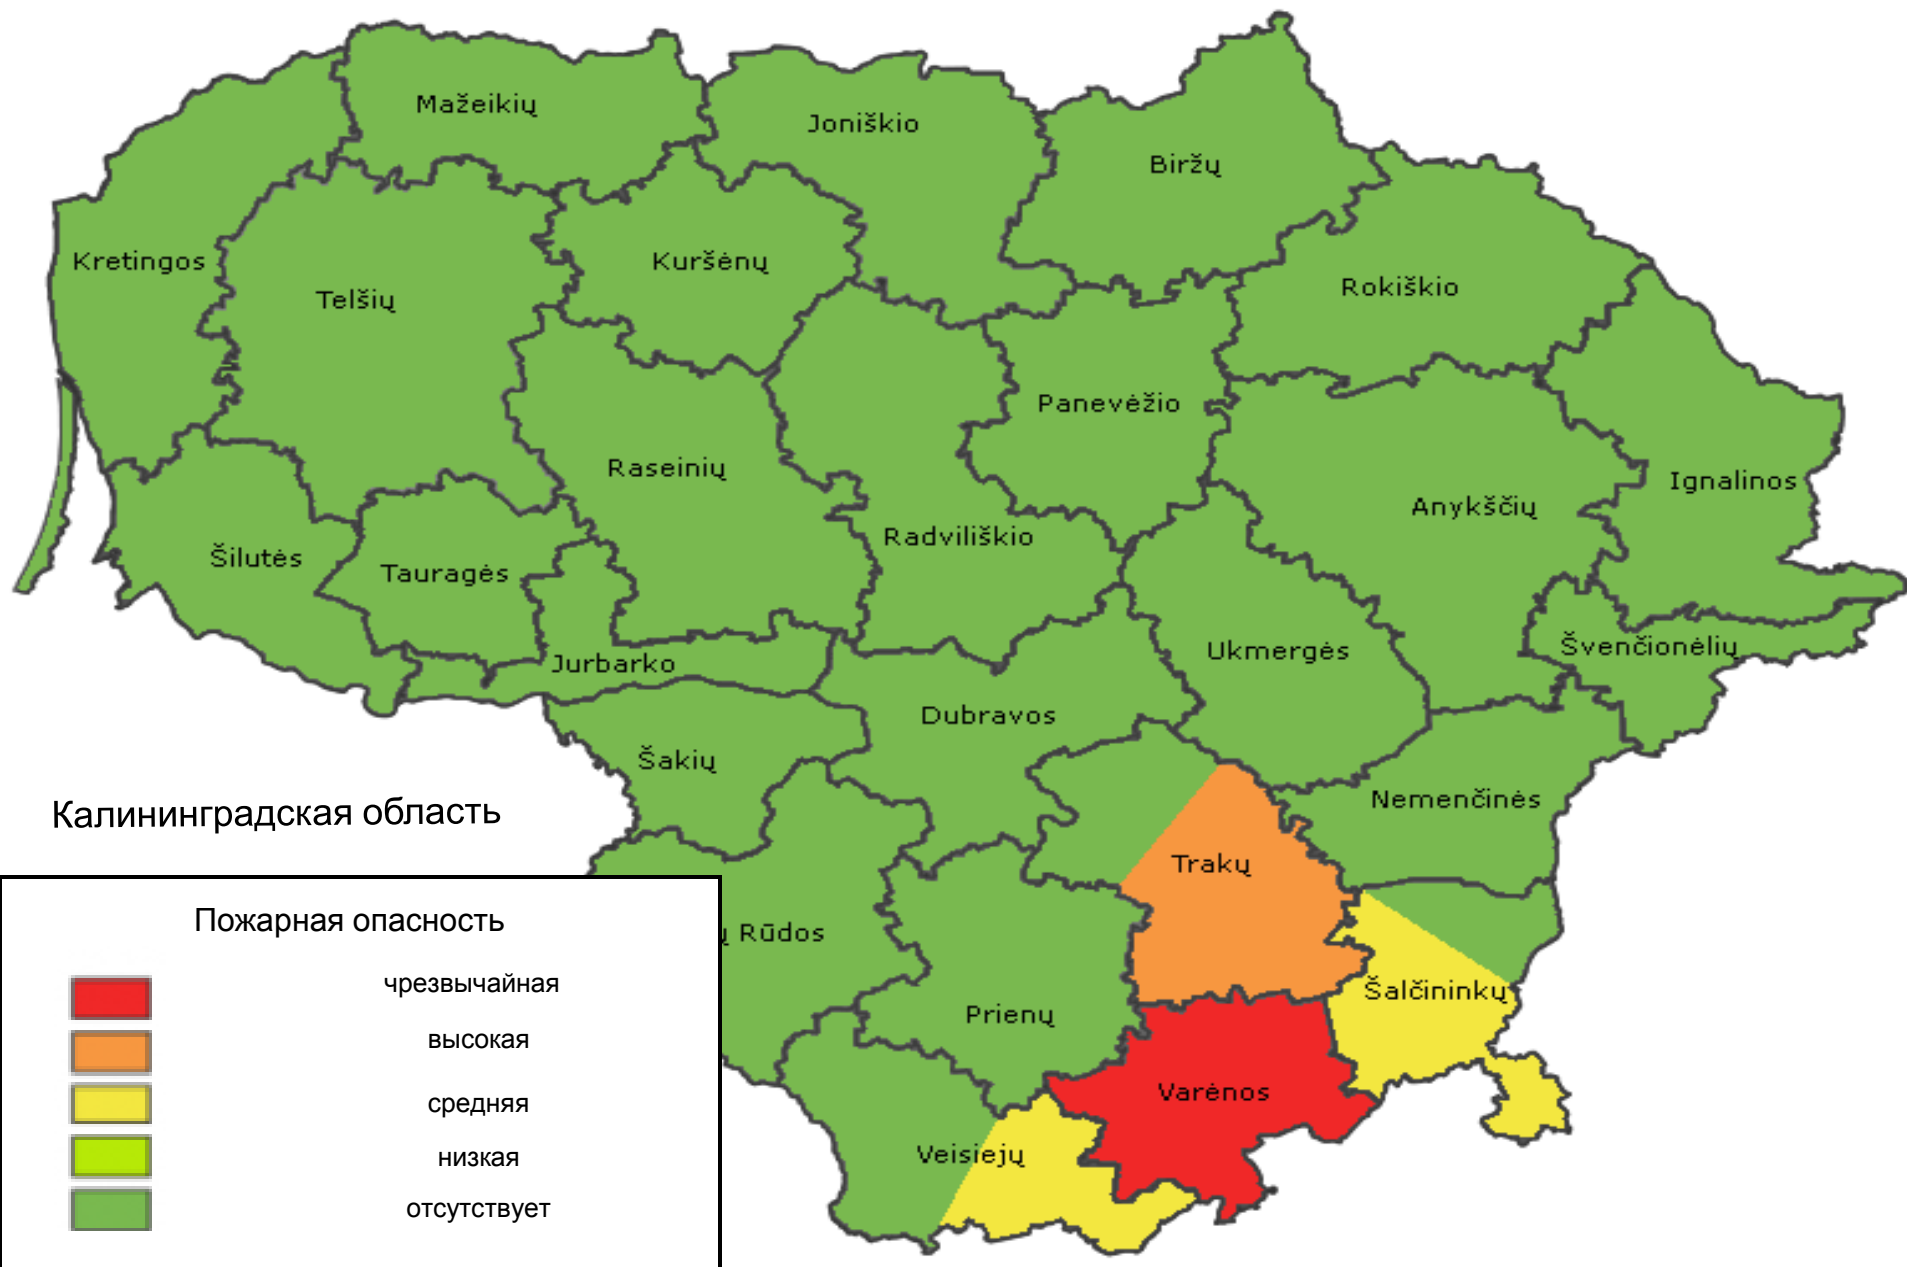 Mažeikių
Joniškio
Biržų
Kretingos
Telšių
Kuršėnų
Rokiškio
Panevėžio
Raseinių
Ignalinos
Anykščių
Radviliškio
Šilutės
Tauragės
Ukmergės
Švenčionėlių
Jurbarko
Dubravos
Šakių
Nemenčinės
Калининградская область
Trakų
ų Rūdos
Šalčininkų
Prienų
Varėnos
Veisiejų
Пожарная опасность
чрезвычайная
высокая
средняя
низкая
отсутствует